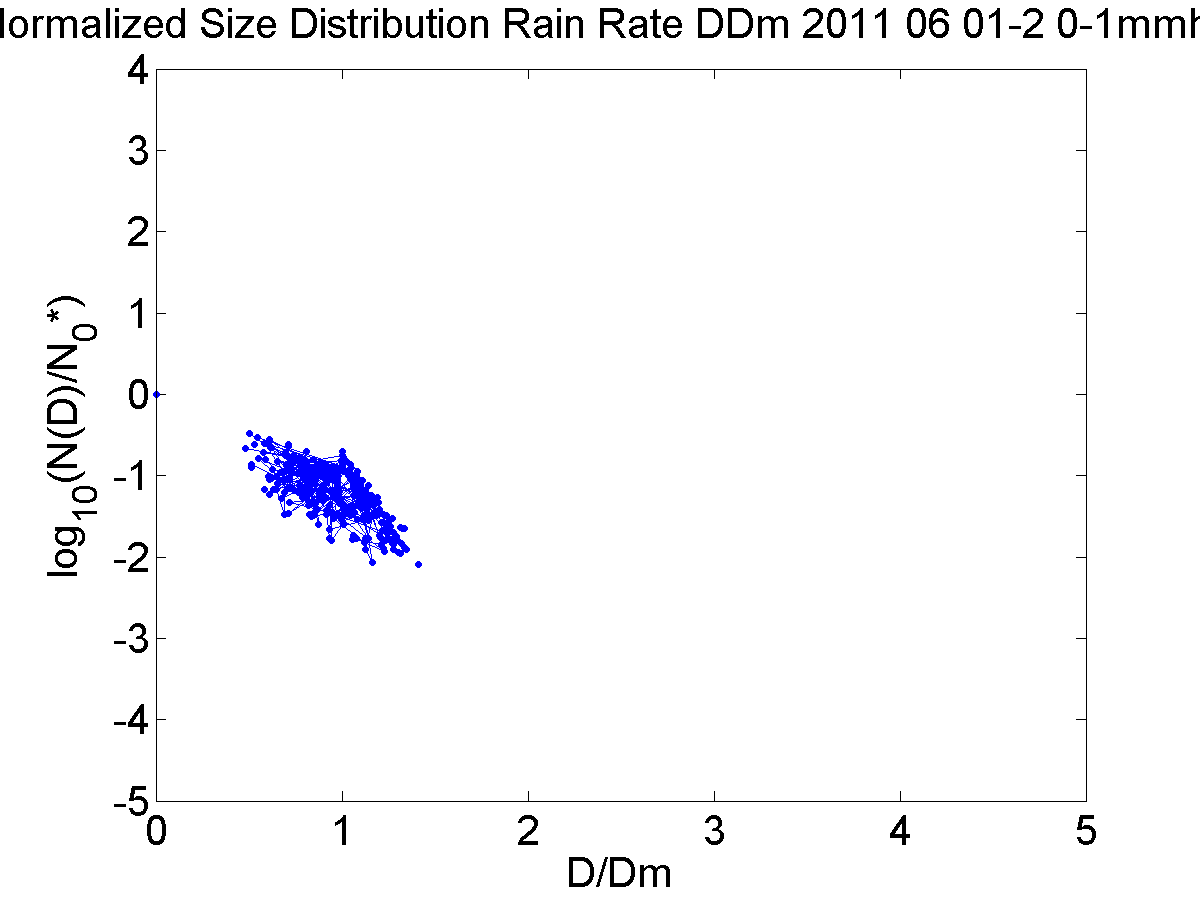 lormalized Size Distribution Rain Rate DDm 2011 06 01-2 0-1mmh
4
3
2
1
0
-1
-2
-3
-4
-5
log10(N(D)/N0*)
0 1 2 3 4 5
D/Dm